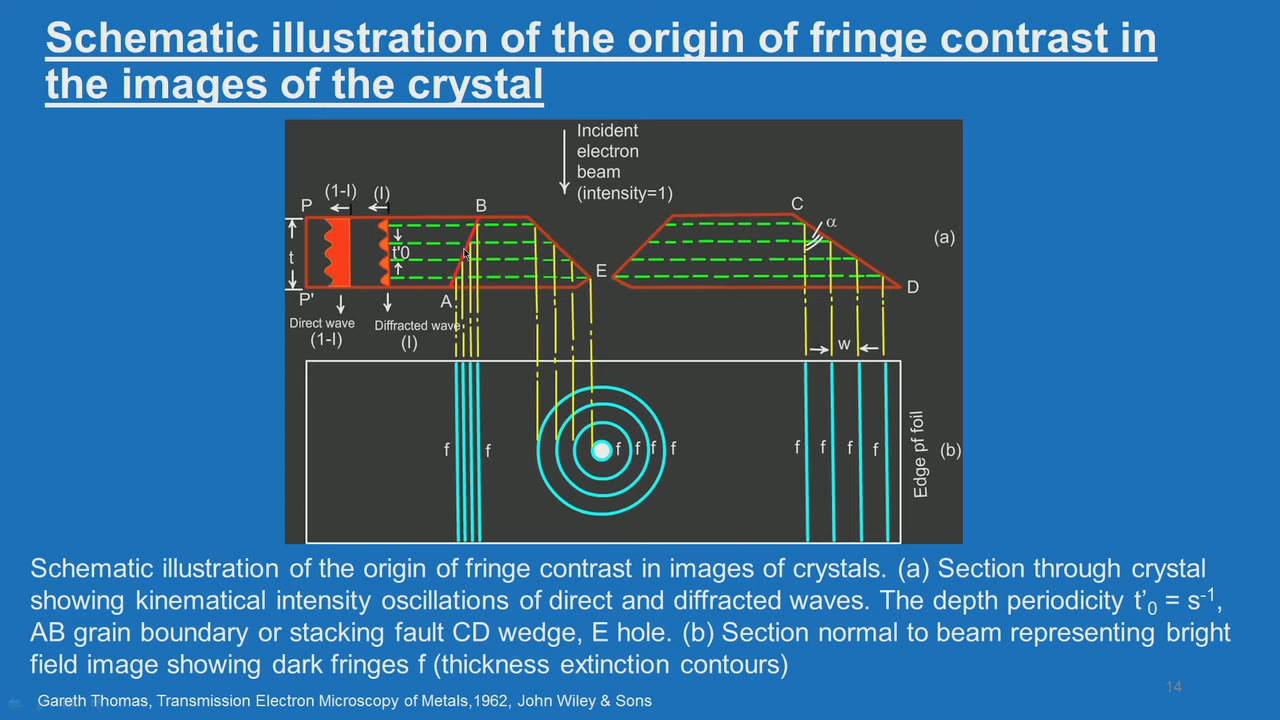 Schematic illustration of the origin of fringe contrast in
the images of the crystal
Incident
electron
beam
(intensity=1)
(1-I)
(I)
P
B
C
α
(a)
t
t'0
E
P'
A
D
Direct wave
(1-I)
Diffracted wave
(I)
w
f
f
f
f
f
f
f
f
f
f
Edge pf foil
(b)
Schematic illustration of the origin of fringe contrast in images of crystals. (a) Section through crystal
showing kinematical intensity oscillations of direct and diffracted waves. The depth periodicity t’₀ = s⁻¹,
AB grain boundary or stacking fault CD wedge, E hole. (b) Section normal to beam representing bright
field image showing dark fringes f (thickness extinction contours)
14
Gareth Thomas, Transmission Electron Microscopy of Metals,1962, John Wiley & Sons